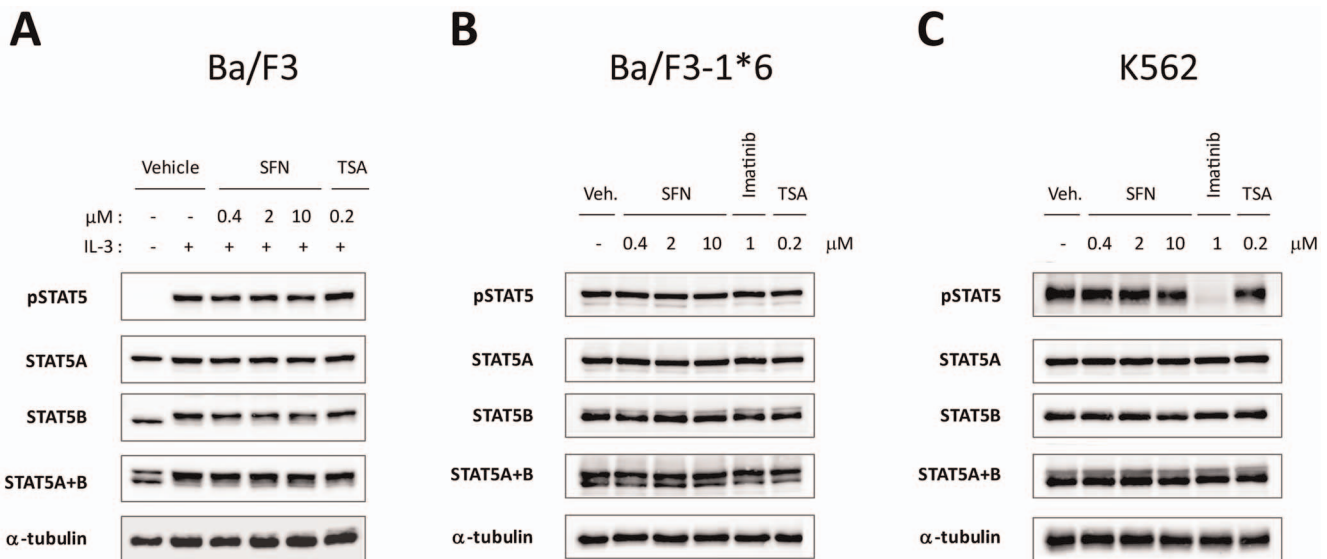 A
Ba/F3
Vehicle SFN TSA
μM : - - 0.4 2 10 0.2
IL-3 : - + + + + +
pSTAT5
STAT5A
STAT5B
STAT5A+B
α-tubulin
B
Ba/F3-1*6
Veh. SFN Imatinib TSA
- 0.4 2 10 1 0.2 μM
pSTAT5
STAT5A
STAT5B
STAT5A+B
α-tubulin
C
K562
Veh. SFN Imatinib TSA
- 0.4 2 10 1 0.2 μM
pSTAT5
STAT5A
STAT5B
STAT5A+B
α-tubulin